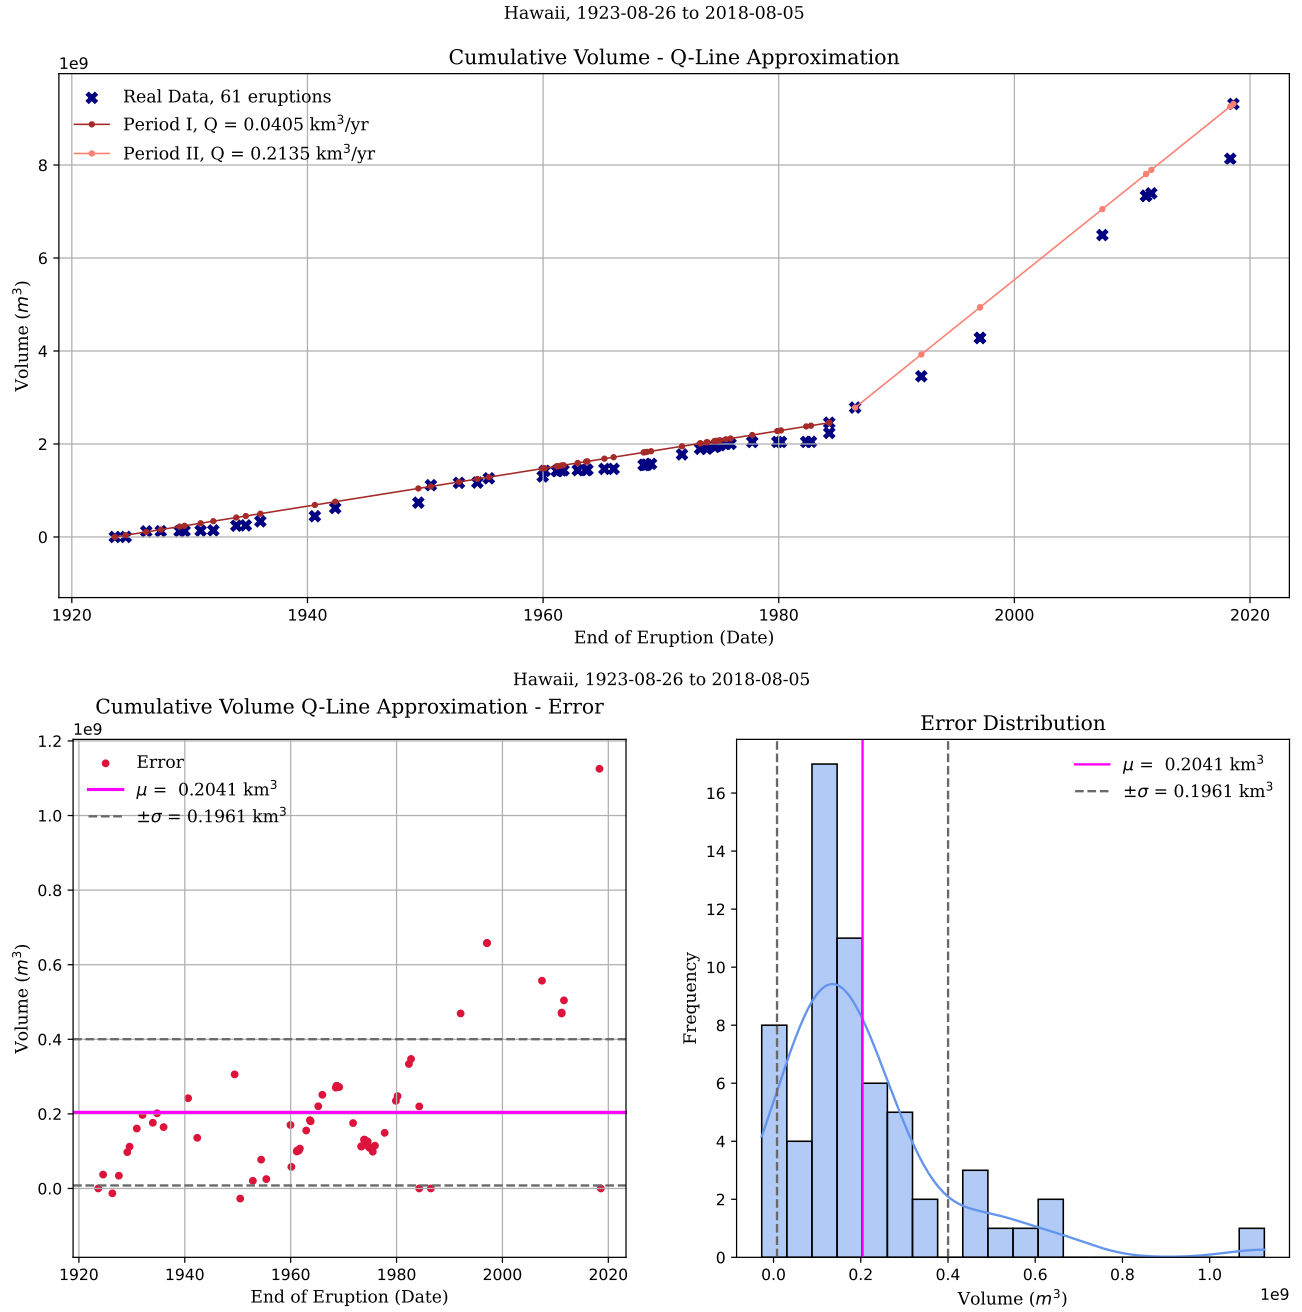 Hawaii, 1923-08-26 to 2018-08-05
Cumulative Volume - Q-Line Approximation
1e9
Real Data, 61 eruptions
Period I, Q = 0.0405 km³/yr
Period II, Q = 0.2135 km³/yr
8
6
4
2
0
Volume (m³)
1920 1940 1960 1980 2000 2020
End of Eruption (Date)
Hawaii, 1923-08-26 to 2018-08-05
Cumulative Volume Q-Line Approximation - Error
1e9
Error
μ = 0.2041 km³
±σ = 0.1961 km³
1.2
1.0
0.8
0.6
0.4
0.2
0.0
Volume (m³)
1920 1940 1960 1980 2000 2020
End of Eruption (Date)
Error Distribution
μ = 0.2041 km³
±σ = 0.1961 km³
16
14
12
10
8
6
4
2
0
Frequency
0.0 0.2 0.4 0.6 0.8 1.0
1e9
Volume (m³)